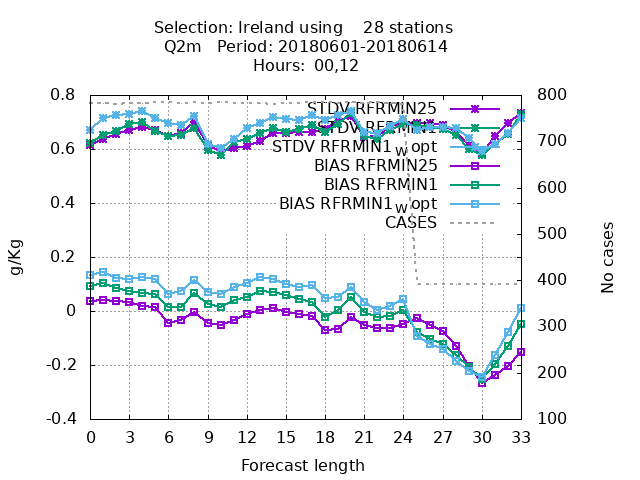 Selection: Ireland using 28 stations
Q2m Period: 20180601-20180614
Hours: 00,12
0.8
0.6
0.4
0.2
0
-0.2
-0.4
g/Kg
800
700
600
500
400
300
200
100
No cases
STDV RFRMIN25
STDV RFRMIN1
STDV RFRMIN1w opt
BIAS RFRMIN25
BIAS RFRMIN1
BIAS RFRMIN1w opt
CASES
0 3 6 9 12 15 18 21 24 27 30 33
Forecast length